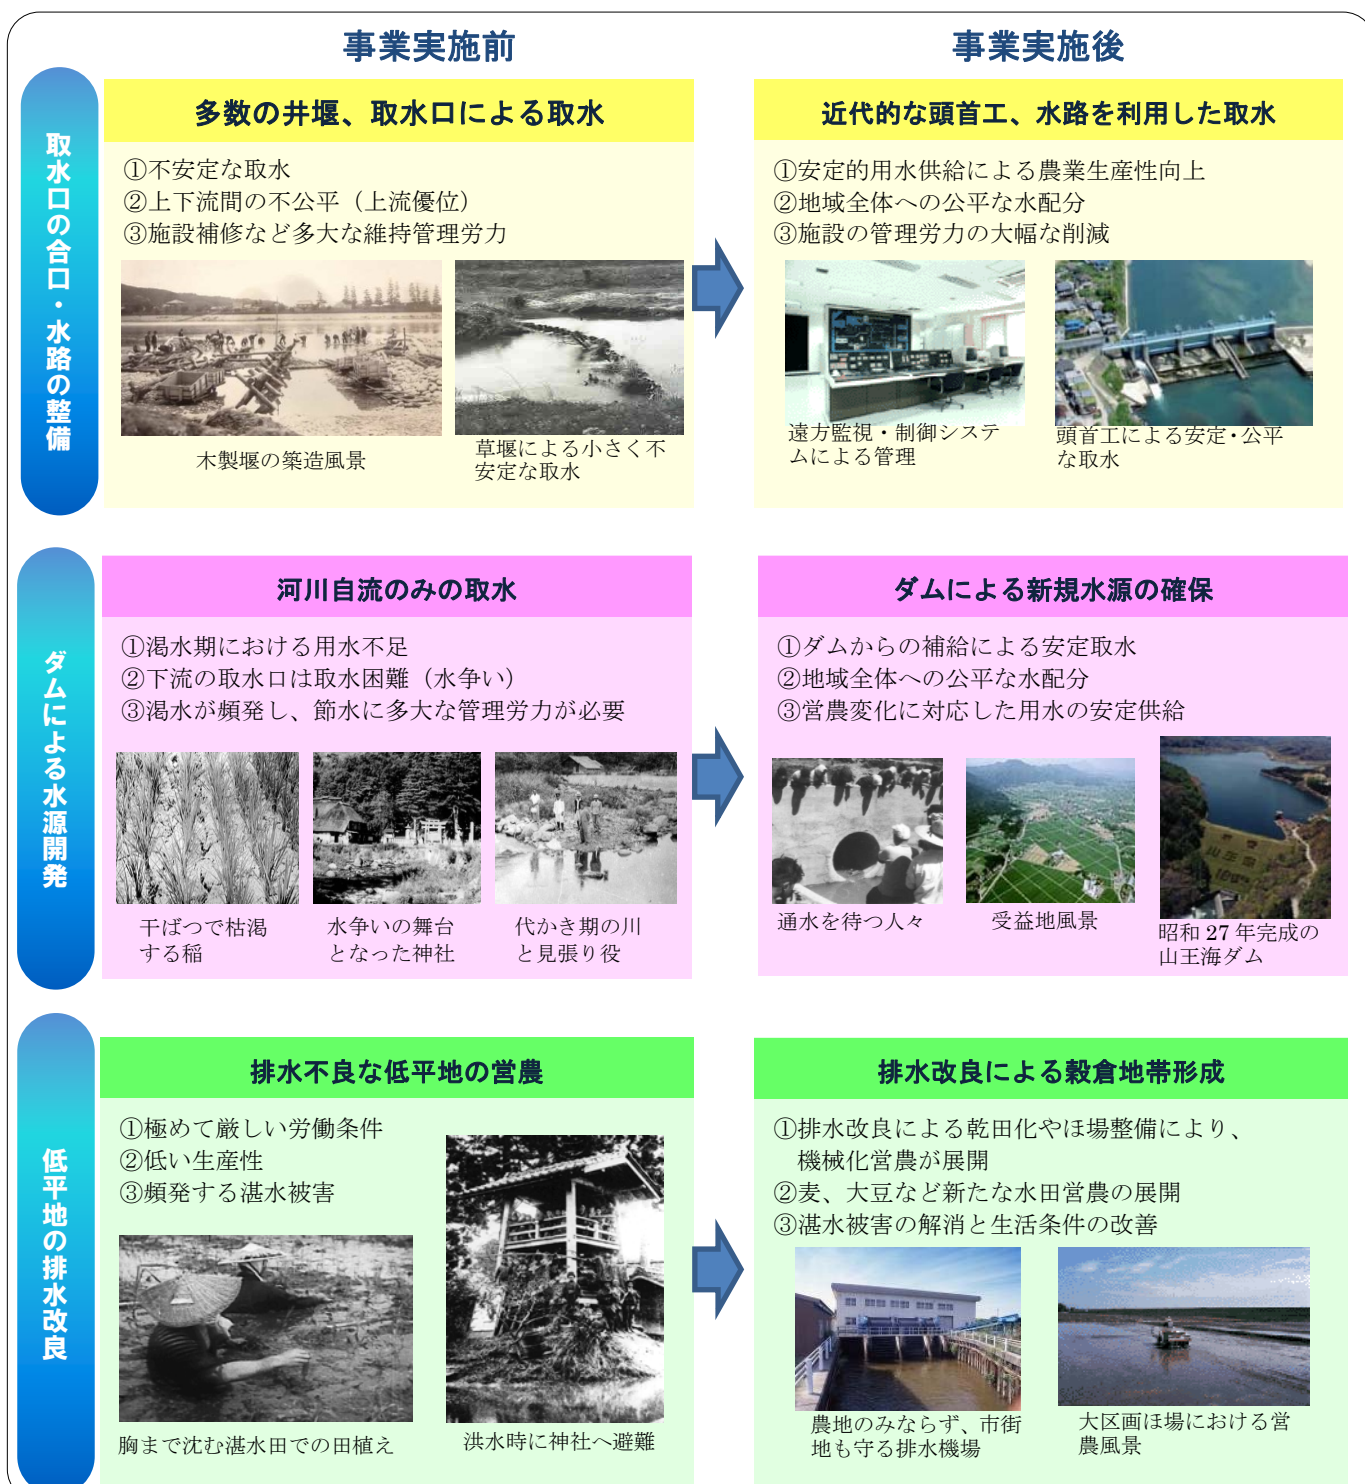 事業実施前
事業実施後
取水口の合口・水路の整備
多数の井堰、取水口による取水
①不安定な取水
②上下流間の不公平（上流優位）
③施設補修など多大な維持管理労力
木製堰の築造風景
草堰による小さく不
安定な取水
近代的な頭首工、水路を利用した取水
①安定的用水供給による農業生産性向上
②地域全体への公平な水配分
③施設の管理労力の大幅な削減
遠方監視・制御システ
ムによる管理
頭首工による安定・公平
な取水
ダムによる水源開発
河川自流のみの取水
①渇水期における用水不足
②下流の取水口は取水困難（水争い）
③渇水が頻発し、節水に多大な管理労力が必要
干ばつで枯渇
する稲
水争いの舞台
となった神社
代かき期の川
と見張り役
ダムによる新規水源の確保
①ダムからの補給による安定取水
②地域全体への公平な水配分
③営農変化に対応した用水の安定供給
通水を待つ人々
受益地風景
昭和 27 年完成の
山王海ダム
低平地の排水改良
排水不良な低平地の営農
①極めて厳しい労働条件
②低い生産性
③頻発する湛水被害
胸まで沈む湛水田での田植え
洪水時に神社へ避難
排水改良による穀倉地帯形成
①排水改良による乾田化やほ場整備により、
機械化営農が展開
②麦、大豆など新たな水田営農の展開
③湛水被害の解消と生活条件の改善
農地のみならず、市街
地も守る排水機場
大区画ほ場における営
農風景